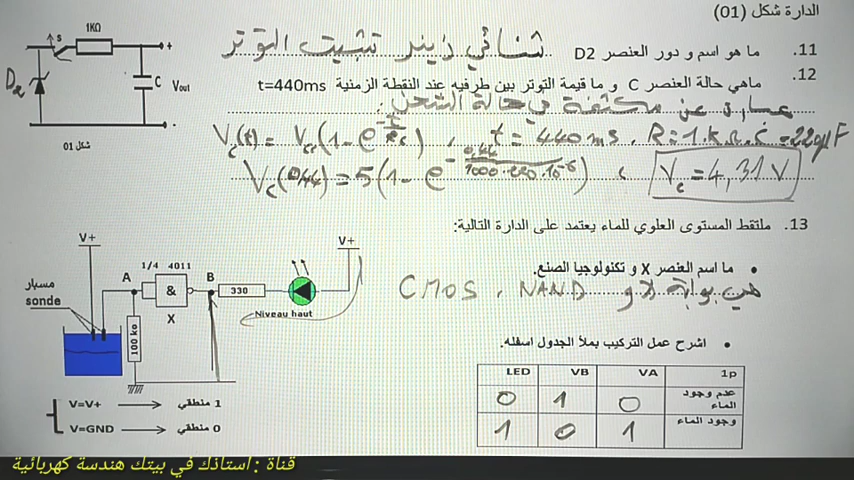 الدارة شكل (01)
.11 ما هو اسم و دور العنصر D2 ثنائي زينر تثبيت التوتر
.12 ماهي حالة العنصر C و ما قيمة التوتر بين طرفيه عند النقطة الزمنية t=440ms
عبارة عن مكثفة في حالة الشحن :
Vc(t) = Vcc(1-e^-t/RC) , t = 440ms, R=1KΩ, C=220µF
Vc(0,44) = 5(1-e^-0,44/1000.220.10^-6) , Vc=4,31V
S 1KΩ + D2 C Vout -
شكل 01
.13 ملتقط المستوى العلوي للماء يعتمد على الدارة التالية:
• ما اسم العنصر X و تكنولوجيا الصنع.
هي بوابة لاو NAND , CMOS
• اشرح عمل التركيب بملأ الجدول اسفله.
LED VB VA 1p
عدم وجود الماء 0 1 0
وجود الماء 1 0 1
V+ V+
A 1/4 4011 B
مسبار
sonde
& 330
X Niveau haut
100 ko
V=V+ 1 منطقي
V=GND 0 منطقي
قناة : استاذك في بيتك هندسة كهربائية